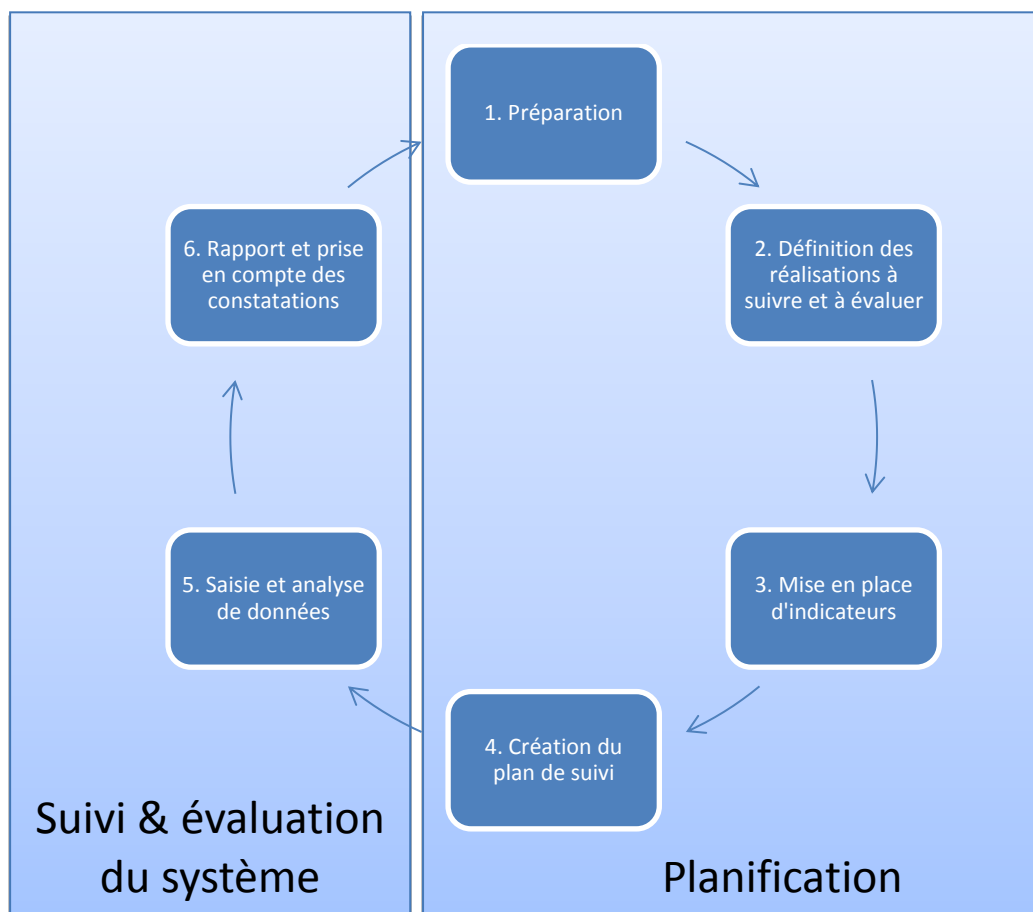 1. Préparation
2. Définition des
réalisations à
suivre et à évaluer
3. Mise en place
d'indicateurs
4. Création du
plan de suivi
5. Saisie et analyse
de données
6. Rapport et prise
en compte des
constatations
Suivi & évaluation
du système
Planification